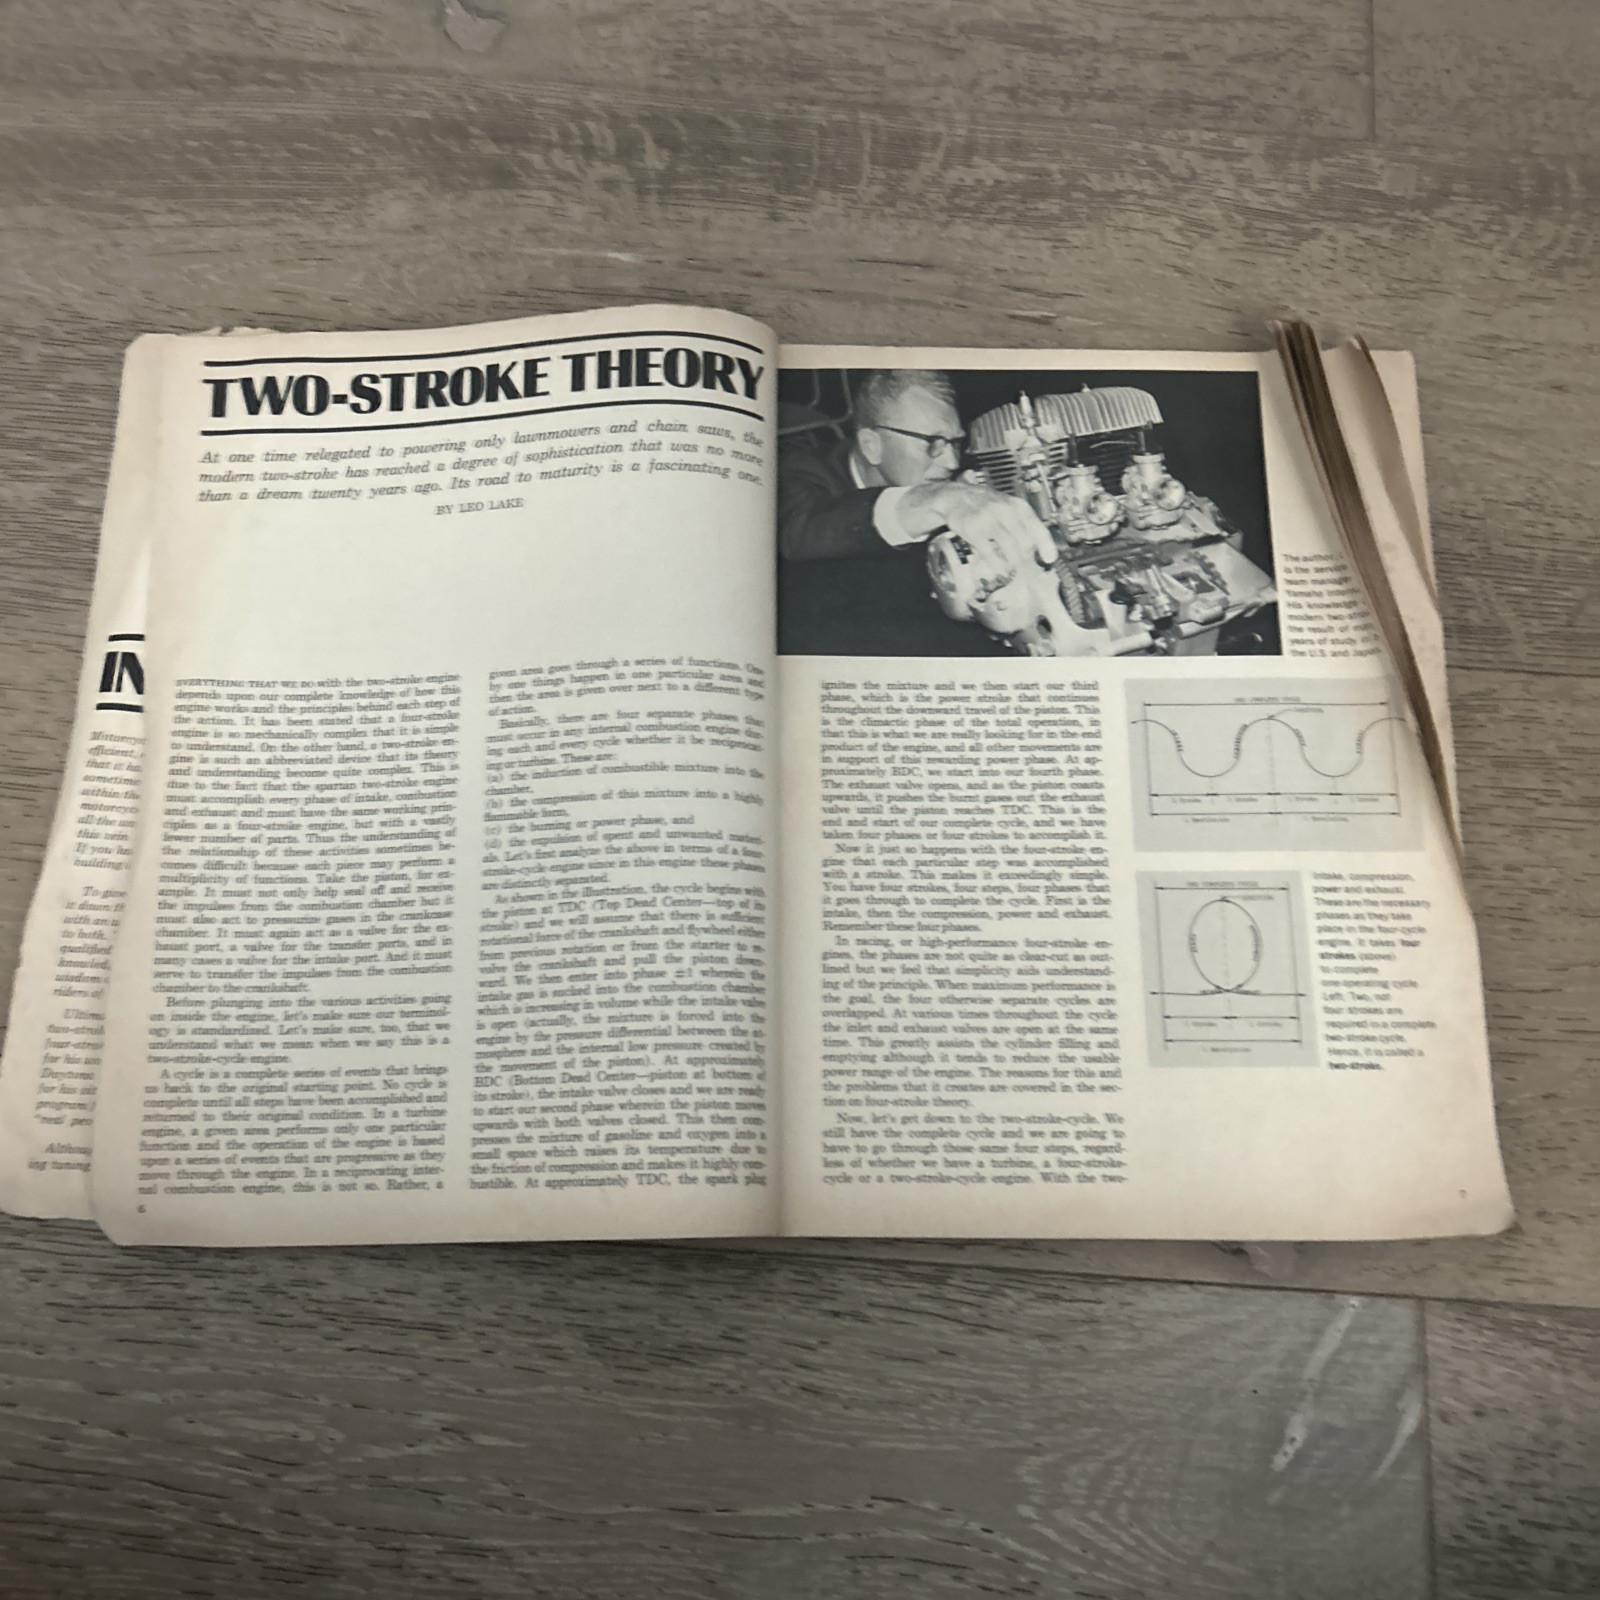 TWO-STROKE THEORY
At one time relegated to powering only lawnmowers and chain saws, the
modern two-stroke has reached a degree of sophistication that was no more
than a dream twenty years ago. Its road to maturity is a fascinating one.
BY LEO LAKE
EVERYTHING THAT WE DO with the two-stroke engine
depends upon our complete knowledge of how this
engine works and the principles behind each step of
the action. It has been stated that a four-stroke
engine is so mechanically complex that it is simple
to understand. On the other hand, a two-stroke en-
gine is such an abbreviated device that its theory
and understanding become quite complex. This is
due to the fact that the spartan two-stroke engine
must accomplish every phase of intake, combustion
and exhaust and must have the same working prin-
ciples as a four-stroke engine, but with a vastly
fewer number of parts. Thus the understanding of
the relationship of these activities sometimes be-
comes difficult because each piece may perform a
multiplicity of functions. Take the piston, for ex-
ample. It must not only help seal off and receive
the impulses from the combustion chamber but it
must also act to pressurize gases in the crankcase
chamber. It must again act as a valve for the ex-
haust port, a valve for the transfer ports, and in
many cases a valve for the intake port. And it must
serve to transfer the impulses from the combustion
chamber to the crankshaft.
Before plunging into the various activities going
on inside the engine, let's make sure our terminol-
ogy is standardized. Let's make sure, too, that we
understand what we mean when we say this is a
two-stroke-cycle engine.
A cycle is a complete series of events that brings
us back to the original starting point. No cycle is
complete until all steps have been accomplished and
returned to their original condition. In a turbine
engine, a given area performs only one particular
function and the operation of the engine is based
upon a series of events that are progressive as they
move through the engine. In a reciprocating inter-
nal combustion engine, this is not so. Rather, a
6
given area goes through a series of functions. One
by one things happen in one particular area and
then the area is given over next to a different type
of action.
Basically, there are four separate phases that
must occur in any internal combustion engine dur-
ing each and every cycle whether it be reciprocat-
ing or turbine. These are:
(a) the induction of combustible mixture into the
chamber,
(b) the compression of this mixture into a highly
flammable form,
(c) the burning or power phase, and
(d) the expulsion of spent and unwanted materi-
als. Let's first analyze the above in terms of a four-
stroke-cycle engine since in this engine these phases
are distinctly separated.
As shown in the illustration, the cycle begins with
the piston at TDC (Top Dead Center—top of its
stroke) and we will assume that there is sufficient
rotational force of the crankshaft and flywheel either
from previous rotation or from the starter to re-
volve the crankshaft and pull the piston down-
ward. We then enter into phase #1 wherein the
intake gas is sucked into the combustion chamber
which is increasing in volume while the intake valve
is open (actually, the mixture is forced into the
engine by the pressure differential between the at-
mosphere and the internal low pressure created by
the movement of the piston). At approximately
BDC (Bottom Dead Center—piston at bottom of
its stroke), the intake valve closes and we are ready
to start our second phase wherein the piston moves
upwards with both valves closed. This then com-
presses the mixture of gasoline and oxygen into a
small space which raises its temperature due to
the friction of compression and makes it highly com-
bustible. At approximately TDC, the spark plug
The author,
is the service
team manager
Yamaha
His knowledge
modern two-
the result of
years of study in
the U.S. and Japan.
ignites the mixture and we then start our third
phase, which is the power stroke that continues
throughout the downward travel of the piston. This
is the climactic phase of the total operation, in
that this is what we are really looking for in the end
product of the engine, and all other movements are
in support of this rewarding power phase. At ap-
proximately BDC, we start into our fourth phase.
The exhaust valve opens, and as the piston coasts
upwards, it pushes the burnt gases out the exhaust
valve until the piston reaches TDC. This is the
end and start of our complete cycle, and we have
taken four phases or four strokes to accomplish it.
Now it just so happens with the four-stroke en-
gine that each particular step was accomplished
with a stroke. This makes it exceedingly simple.
You have four strokes, four steps, four phases that
it goes through to complete the cycle. First is the
intake, then the compression, power and exhaust.
Remember these four phases.
In racing, or high-performance four-stroke en-
gines, the phases are not quite as clear-cut as out-
lined but we feel that simplicity aids understand-
ing of the principle. When maximum performance is
the goal, the four otherwise separate cycles are
overlapped. At various times throughout the cycle
the inlet and exhaust valves are open at the same
time. This greatly assists the cylinder filling and
emptying although it tends to reduce the usable
power range of the engine. The reasons for this and
the problems that it creates are covered in the sec-
tion on four-stroke theory.
Now, let's get down to the two-stroke-cycle. We
still have the complete cycle and we are going to
have to go through those same four steps, regard-
less of whether we have a turbine, a four-stroke-
cycle or a two-stroke-cycle engine. With the two-
ONE COMPLETE CYCLE
IGNITION
ONE COMPLETE CYCLE
IGNITION
Intake, compression,
power and exhaust.
These are the necessary
phases as they take
place in the four-cycle
engine. It takes four
strokes (above)
to complete
one operating cycle
Left: Two, not
four strokes are
required to a complete
two-stroke cycle.
Hence, it is called a
two-stroke.
7
IN